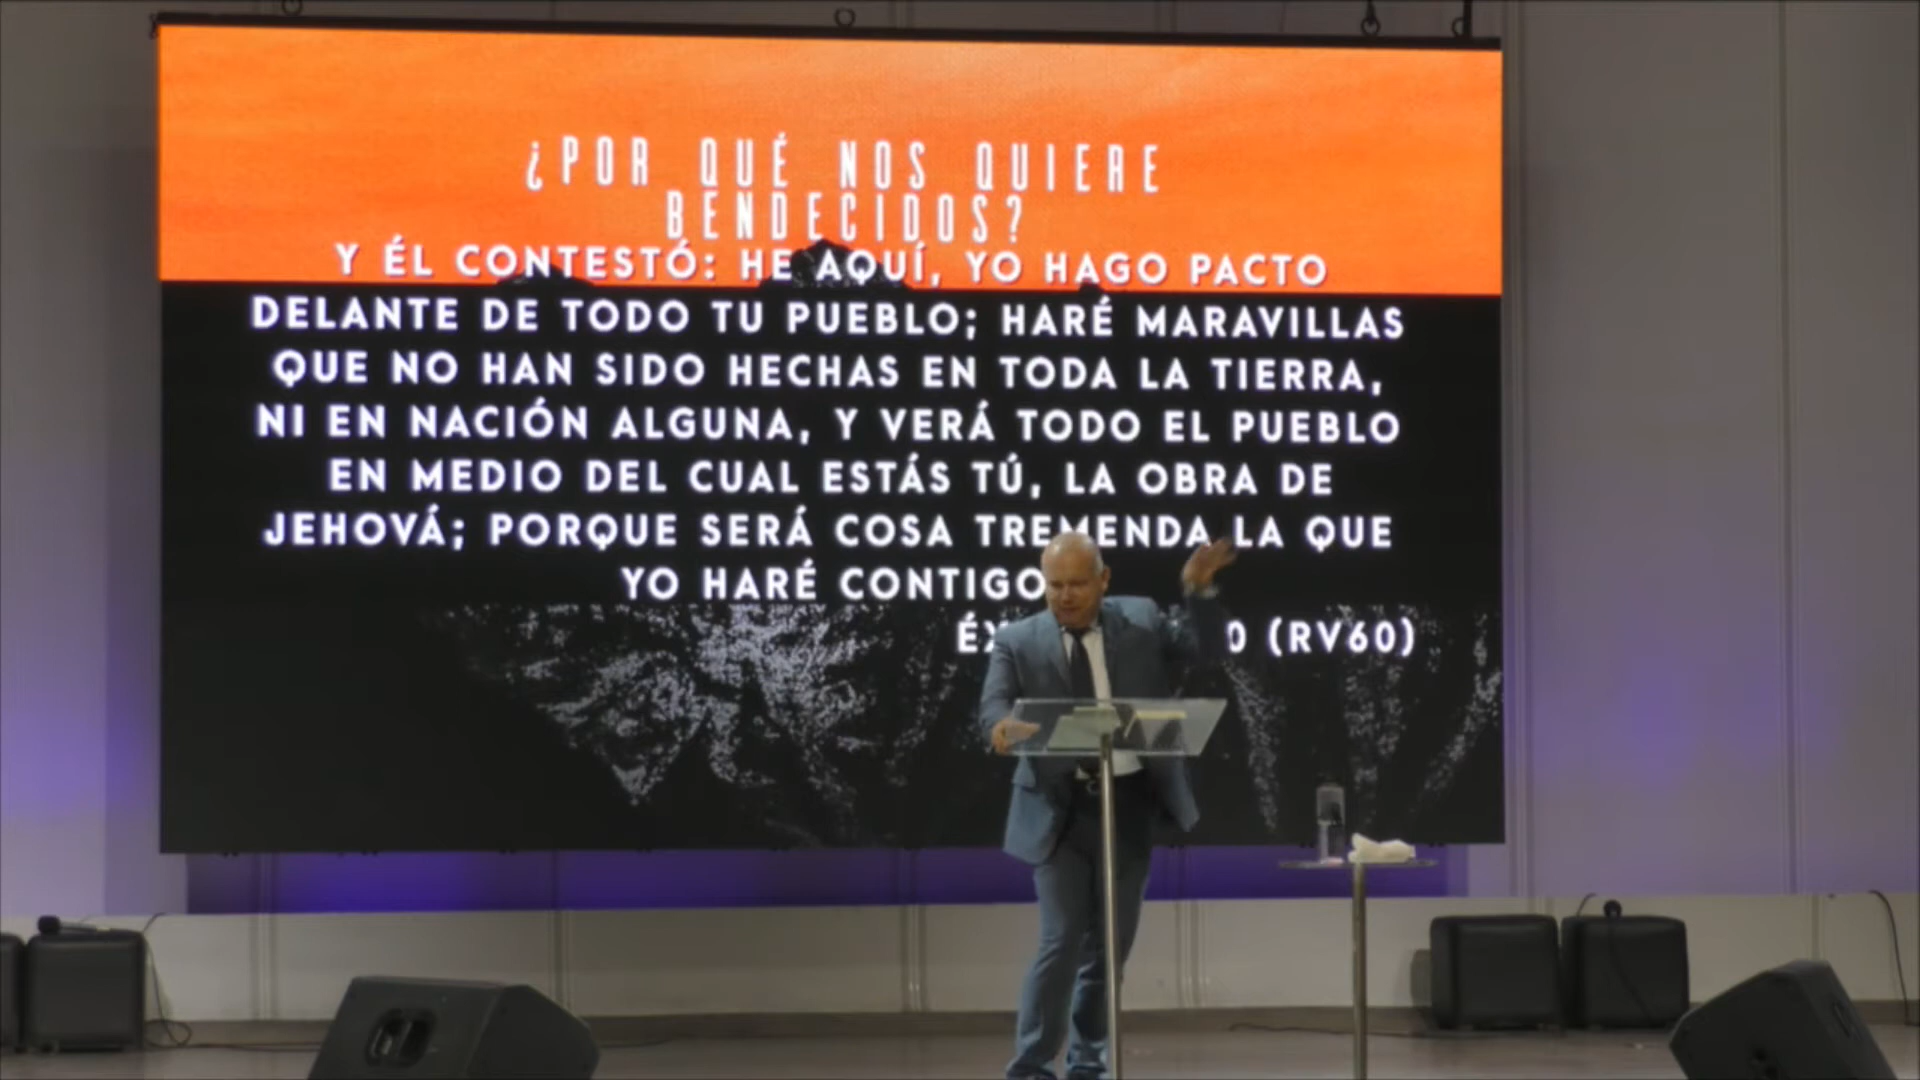 ¿POR QUÉ NOS QUIERE
BENDECIDOS?
Y ÉL CONTESTÓ: HE AQUÍ, YO HAGO PACTO
DELANTE DE TODO TU PUEBLO; HARÉ MARAVILLAS
QUE NO HAN SIDO HECHAS EN TODA LA TIERRA,
NI EN NACIÓN ALGUNA, Y VERÁ TODO EL PUEBLO
EN MEDIO DEL CUAL ESTÁS TÚ, LA OBRA DE
JEHOVÁ; PORQUE SERÁ COSA TREMENDA LA QUE
YO HARÉ CONTIGO
(RV60)